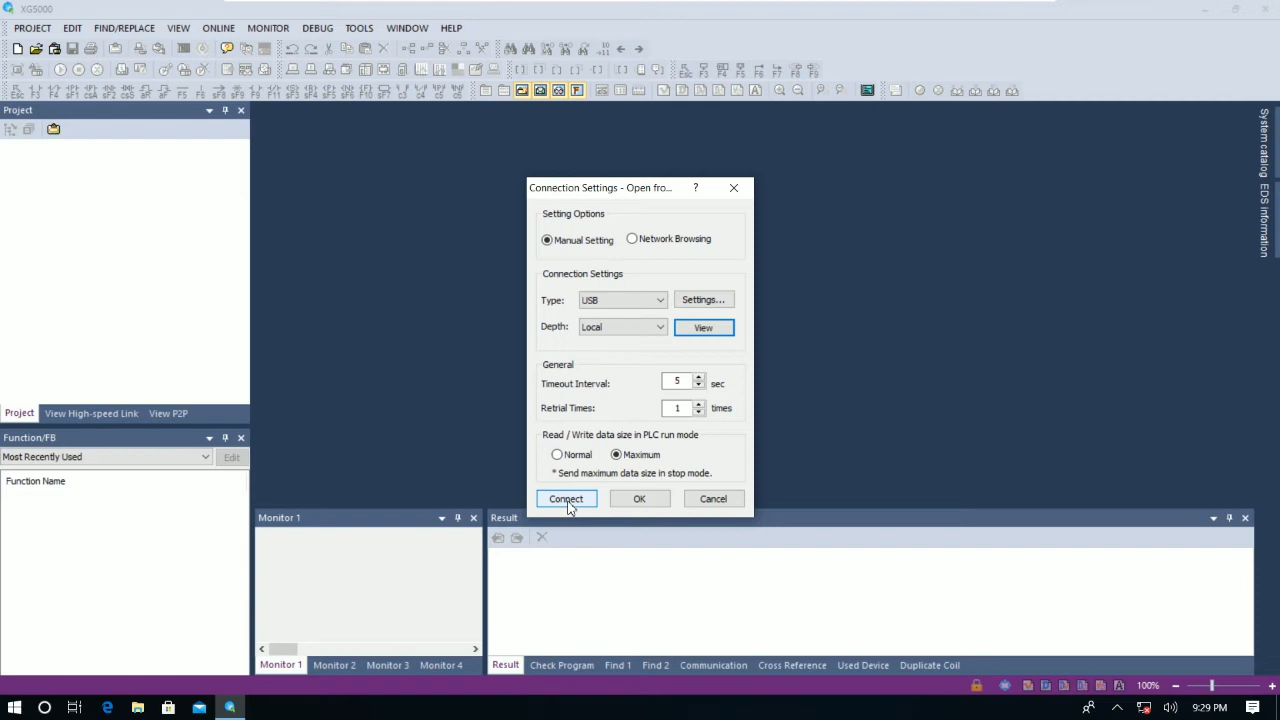 XG5000
PROJECT EDIT FIND/REPLACE VIEW ONLINE MONITOR DEBUG TOOLS WINDOW HELP
Project
System catalog
EDS information
Connection Settings - Open fro...
Setting Options
Manual Setting Network Browsing
Connection Settings
Type: USB Settings...
Depth: Local View
General
Timeout Interval: 5 sec
Retrial Times: 1 times
Read / Write data size in PLC run mode
Normal Maximum
* Send maximum data size in stop mode.
Connect OK Cancel
Project View High-speed Link View P2P
Function/FB
Most Recently Used Edit
Function Name
Monitor 1
Monitor 1 Monitor 2 Monitor 3 Monitor 4
Result
Result Check Program Find 1 Find 2 Communication Cross Reference Used Device Duplicate Coil
100%
9:29 PM